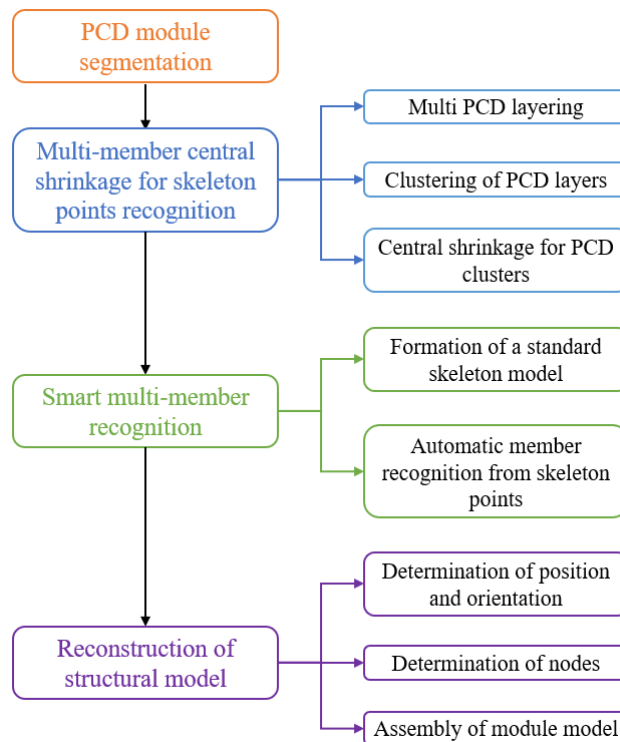 PCD module
segmentation
Multi-member central
shrinkage for skeleton
points recognition
Multi PCD layering
Clustering of PCD layers
Central shrinkage for PCD
clusters
Smart multi-member
recognition
Formation of a standard
skeleton model
Automatic member
recognition from skeleton
points
Reconstruction of
structural model
Determination of position
and orientation
Determination of nodes
Assembly of module model